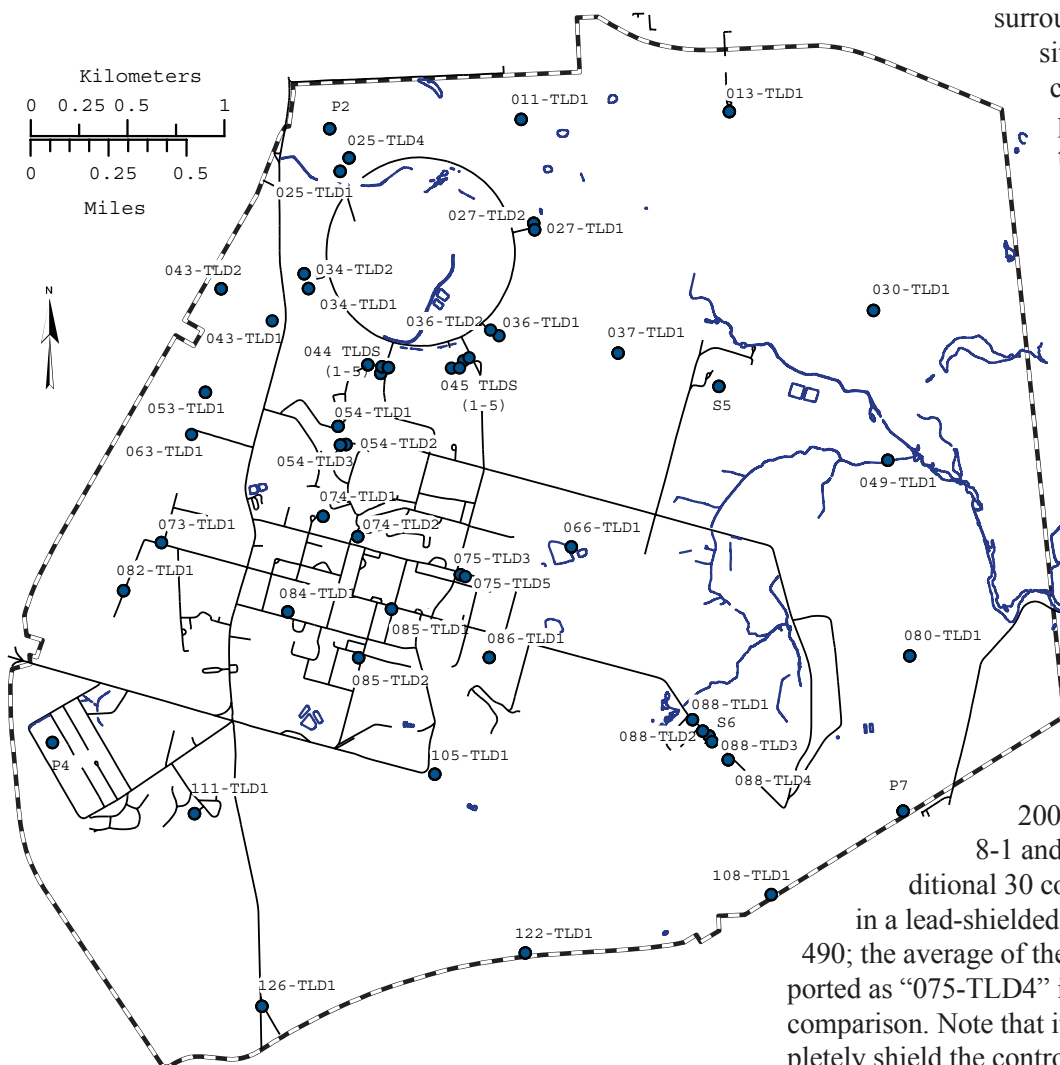 surrou
sit
Kilometers
c
0 0.25 0.5 1
P2
011-TLD1
013-TLD1
025-TLD4
0 0.25 0.5
025-TLD1
Miles
027-TLD2
027-TLD1
043-TLD2
034-TLD2
N
034-TLD1
030-TLD1
043-TLD1
036-TLD2
036-TLD1
037-TLD1
044 TLDS
(1-5)
045 TLDS
(1-5)
S5
053-TLD1
054-TLD1
063-TLD1
054-TLD2
054-TLD3
049-TLD1
074-TLD1
073-TLD1
074-TLD2
066-TLD1
075-TLD3
082-TLD1
075-TLD5
084-TLD1
085-TLD1
086-TLD1
080-TLD1
085-TLD2
088-TLD1
S6
088-TLD2
088-TLD3
P4
105-TLD1
088-TLD4
111-TLD1
P7
200
8-1 and
108-TLD1
ditional 30 co
in a lead-shielded
122-TLD1
490; the average of the
ported as “075-TLD4” i
126-TLD1
comparison. Note that i
pletely shield the contro